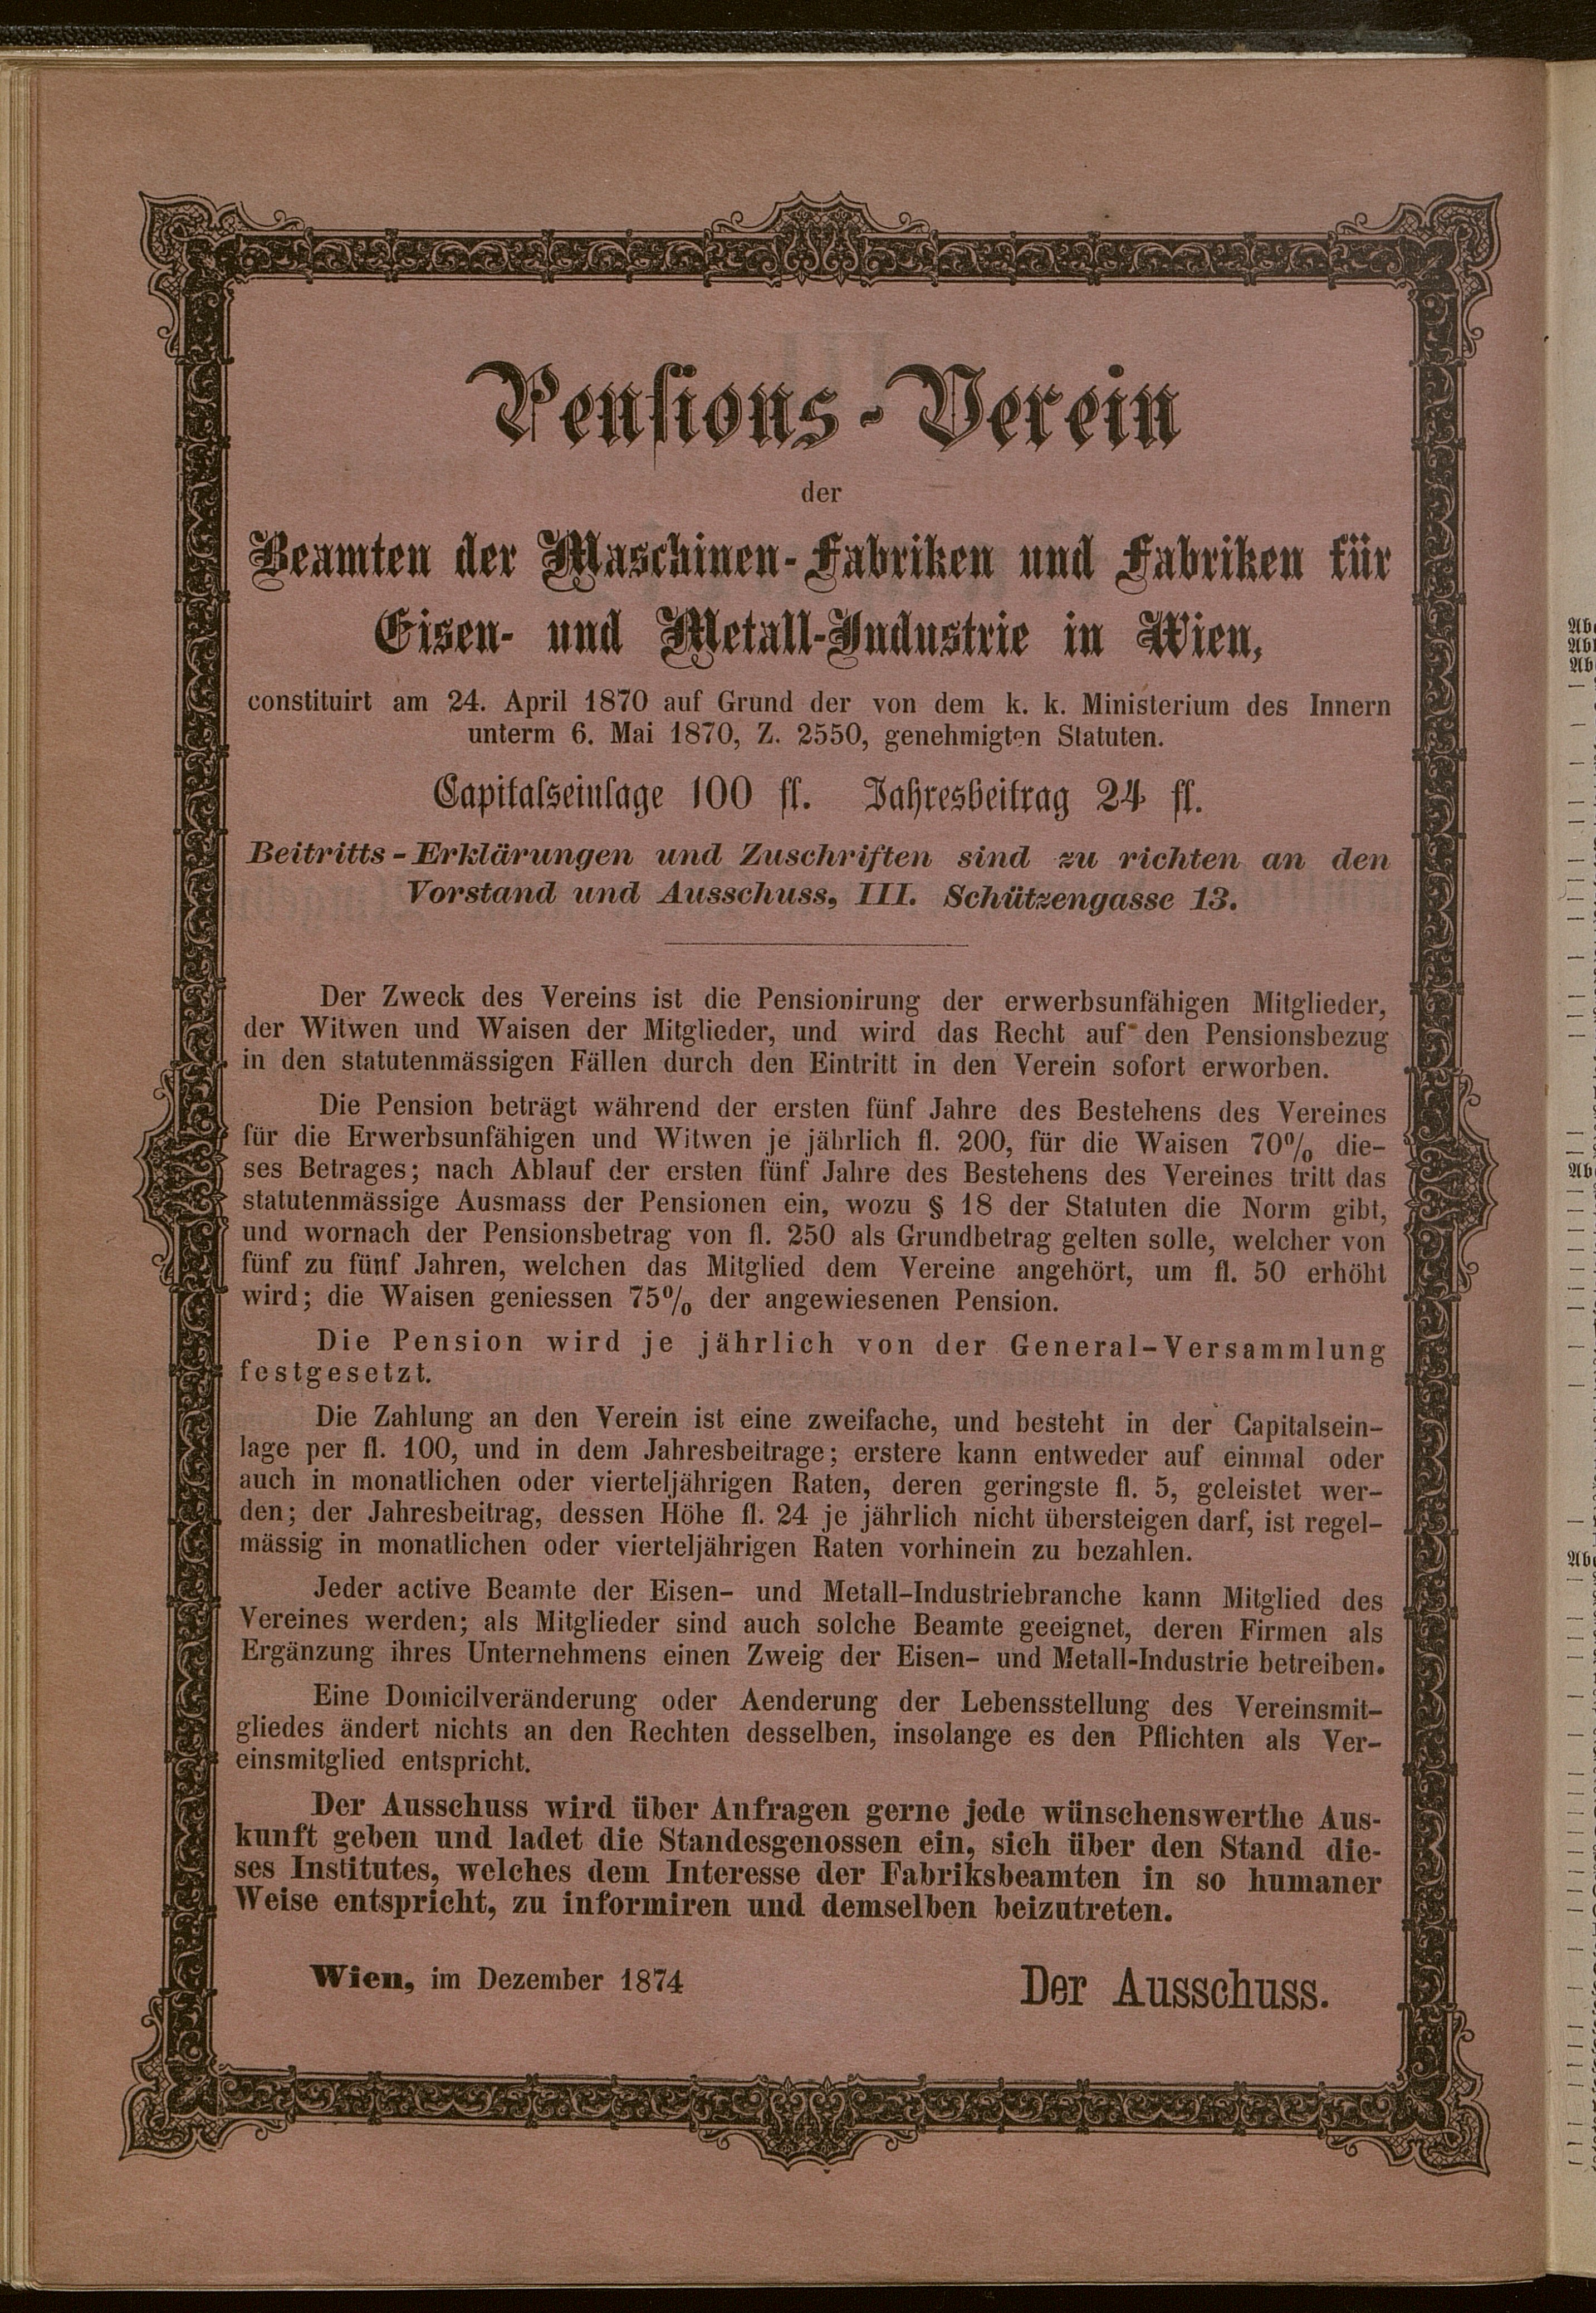 Pensions-Verein
der
Beamten der Maschinen-Fabriken und Fabriken für
Eisen- und Metall-Industrie in Wien,
constituirt am 24. April 1870 auf Grund der von dem k. k. Ministerium des Innern
unterm 6. Mai 1870, Z. 2550, genehmigten Statuten.
Capitalseinlage 100 fl. Jahresbeitrag 24 fl.
Beitritts-Erklärungen und Zuschriften sind zu richten an den
Vorstand und Ausschuss, III. Schützengasse 13.
Der Zweck des Vereins ist die Pensionirung der erwerbsunfähigen Mitglieder,
der Witwen und Waisen der Mitglieder, und wird das Recht auf den Pensionsbezug
in den statutenmässigen Fällen durch den Eintritt in den Verein sofort erworben.
Die Pension beträgt während der ersten fünf Jahre des Bestehens des Vereines
für die Erwerbsunfähigen und Witwen je jährlich fl. 200, für die Waisen 70% die-
ses Betrages; nach Ablauf der ersten fünf Jahre des Bestehens des Vereines tritt das
statutenmässige Ausmass der Pensionen ein, wozu § 18 der Statuten die Norm gibt,
und wornach der Pensionsbetrag von fl. 250 als Grundbetrag gelten solle, welcher von
fünf zu fünf Jahren, welchen das Mitglied dem Vereine angehört, um fl. 50 erhöht
wird; die Waisen geniessen 75% der angewiesenen Pension.
Die Pension wird je jährlich von der General-Versammlung
festgesetzt.
Die Zahlung an den Verein ist eine zweifache, und besteht in der Capitalsein-
lage per fl. 100, und in dem Jahresbeitrage; erstere kann entweder auf einmal oder
auch in monatlichen oder vierteljährigen Raten, deren geringste fl. 5, geleistet wer-
den; der Jahresbeitrag, dessen Höhe fl. 24 je jährlich nicht übersteigen darf, ist regel-
mässig in monatlichen oder vierteljährigen Raten vorhinein zu bezahlen.
Jeder active Beamte der Eisen- und Metall-Industriebranche kann Mitglied des
Vereines werden; als Mitglieder sind auch solche Beamte geeignet, deren Firmen als
Ergänzung ihres Unternehmens einen Zweig der Eisen- und Metall-Industrie betreiben.
Eine Domicilveränderung oder Aenderung der Lebensstellung des Vereinsmit-
gliedes ändert nichts an den Rechten desselben, insolange es den Pflichten als Ver-
einsmitglied entspricht.
Der Ausschuss wird über Anfragen gerne jede wünschenswerthe Aus-
kunft geben und ladet die Standesgenossen ein, sich über den Stand die-
ses Institutes, welches dem Interesse der Fabriksbeamten in so humaner
Weise entspricht, zu informiren und demselben beizutreten.
Wien, im Dezember 1874
Der Ausschuss.